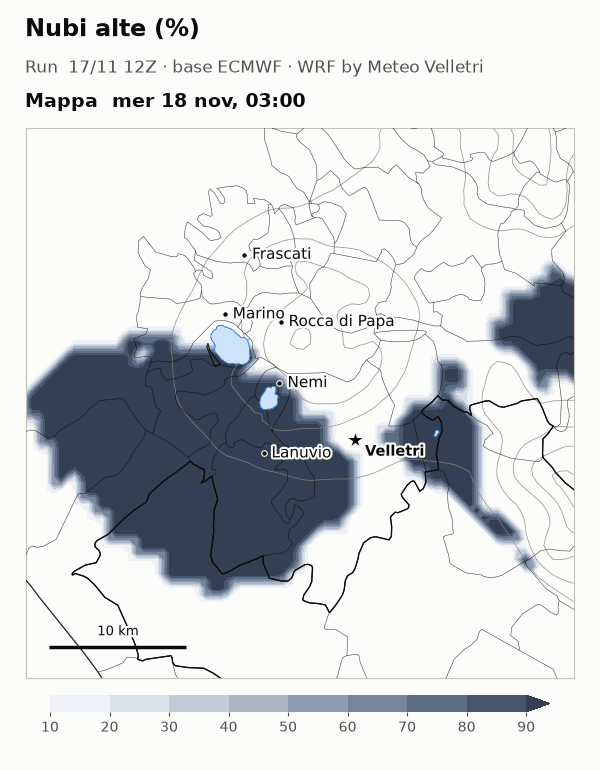 Nubi alte (%)
Run  17/11 12Z · base ECMWF · WRF by Meteo Velletri
Mappa  mer 18 nov, 03:00
Frascati
Marino
Rocca di Papa
Nemi
Velletri
Lanuvio
10 km
10 20 30 40 50 60 70 80 90